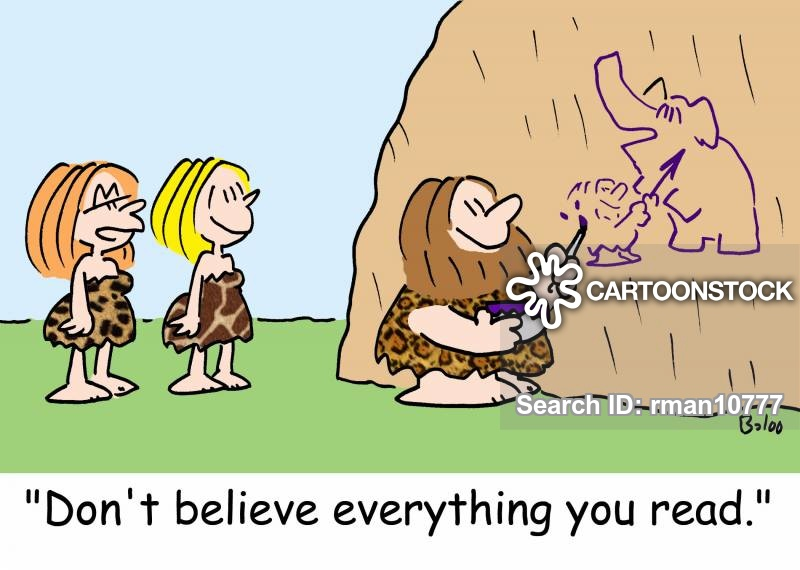 CARTOONSTOCK
Search ID: rman10777
Baloo
"Don't believe everything you read."